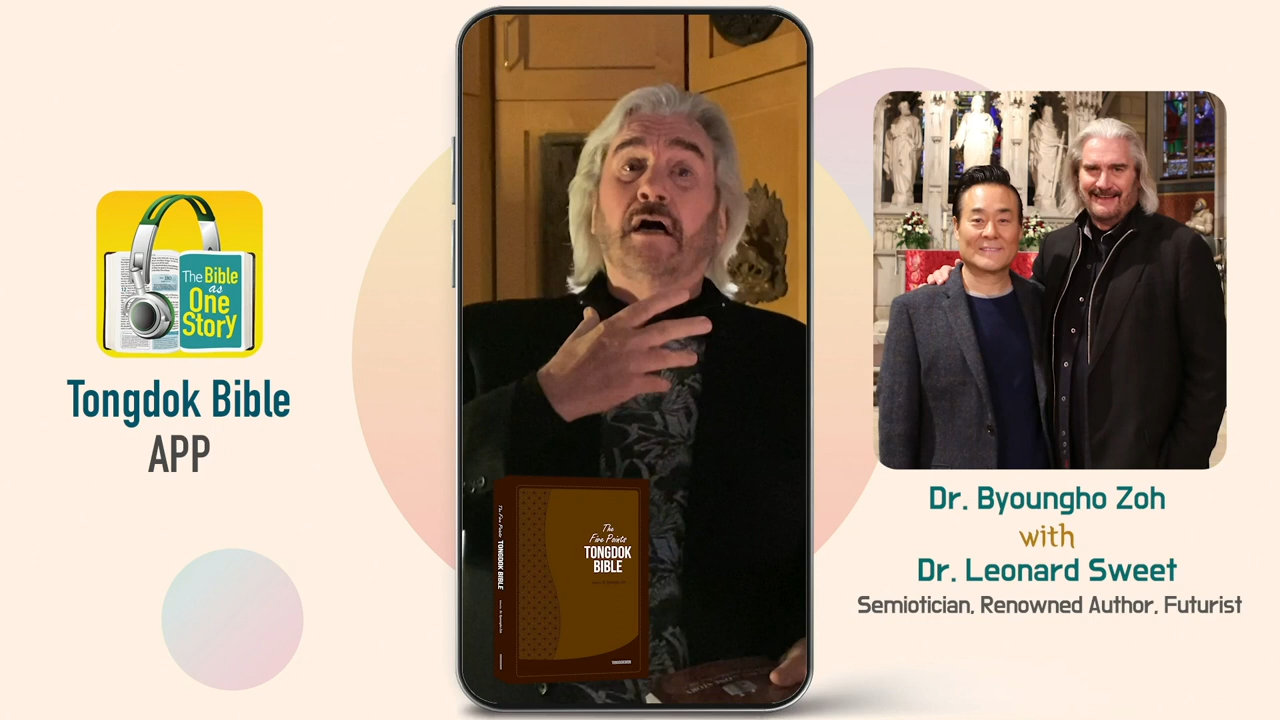 The Bible
as
One
Story
Tongdok Bible
APP
The Five Points TONGDOK BIBLE
The
Five Points
TONGDOK
BIBLE
Dr. Byoungho Zoh
with
Dr. Leonard Sweet
Semiotician, Renowned Author, Futurist